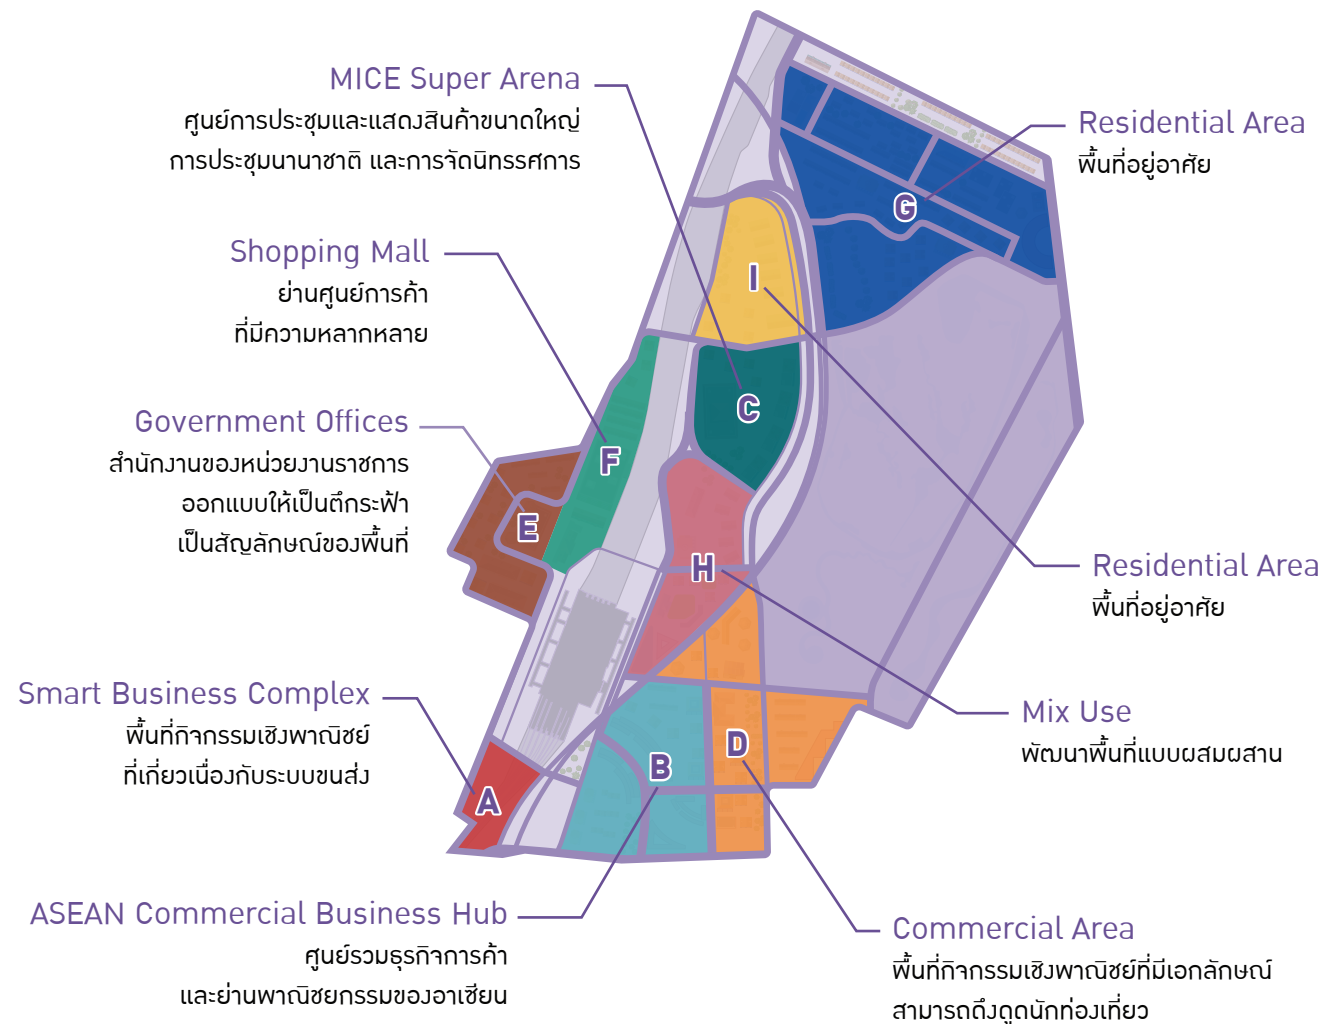 MICE Super Arena
ศูนย์การประชุมและแสดงสินค้าขนาดใหญ่
การประชุมนานาชาติ และการจัดนิทรรศการ
Residential Area
พื้นที่อยู่อาศัย
G
Shopping Mall
ย่านศูนย์การค้า
ที่มีความหลากหลาย
I
Government Offices
สำนักงานของหน่วยงานราชการ
ออกแบบให้เป็นตึกระฟ้า
เป็นสัญลักษณ์ของพื้นที่
C
F
E
H
Residential Area
พื้นที่อยู่อาศัย
Smart Business Complex
พื้นที่กิจกรรมเชิงพาณิชย์
ที่เกี่ยวเนื่องกับระบบขนส่ง
Mix Use
พัฒนาพื้นที่แบบผสมผสาน
D
B
A
ASEAN Commercial Business Hub
ศูนย์รวมธุรกิจการค้า
และย่านพาณิชยกรรมของอาเซียน
Commercial Area
พื้นที่กิจกรรมเชิงพาณิชย์ที่มีเอกลักษณ์
สามารถดึงดูดนักท่องเที่ยว